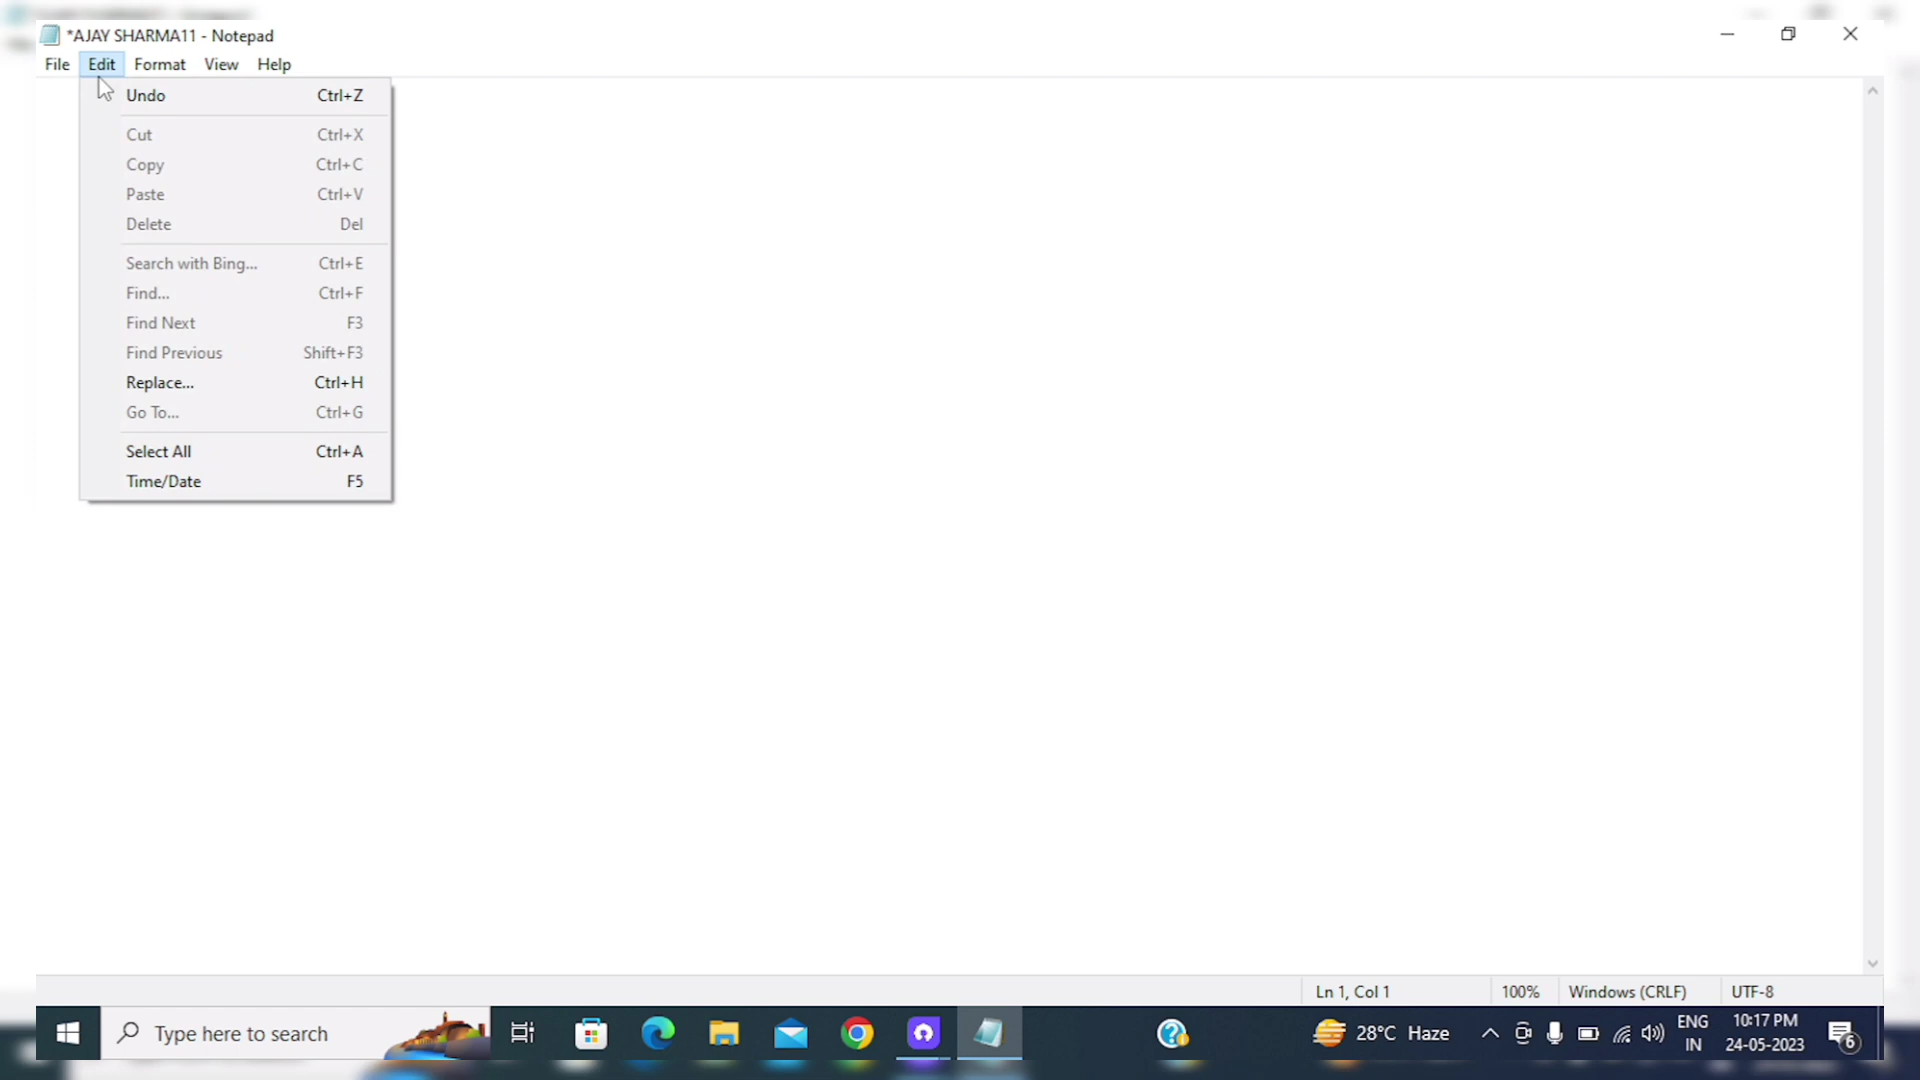 *AJAY SHARMA11 - Notepad
File Edit Format View Help
Undo Ctrl+Z
Cut Ctrl+X
Copy Ctrl+C
Paste Ctrl+V
Delete Del
Search with Bing... Ctrl+E
Find... Ctrl+F
Find Next F3
Find Previous Shift+F3
Replace... Ctrl+H
Go To... Ctrl+G
Select All Ctrl+A
Time/Date F5
Ln 1, Col 1 100% Windows (CRLF) UTF-8
Type here to search 28°C Haze ENG IN 10:17 PM 24-05-2023 6